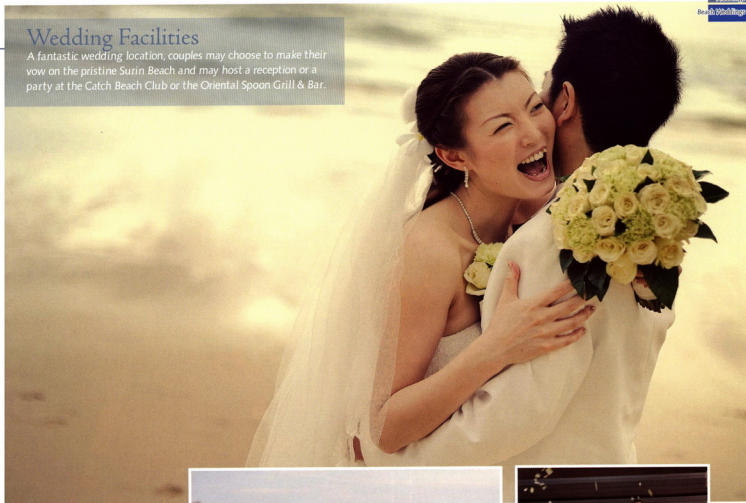 Beach Weddings
Wedding Facilities
A fantastic wedding location, couples may choose to make their
vow on the pristine Surin Beach and may host a reception or a
party at the Catch Beach Club or the Oriental Spoon Grill & Bar.